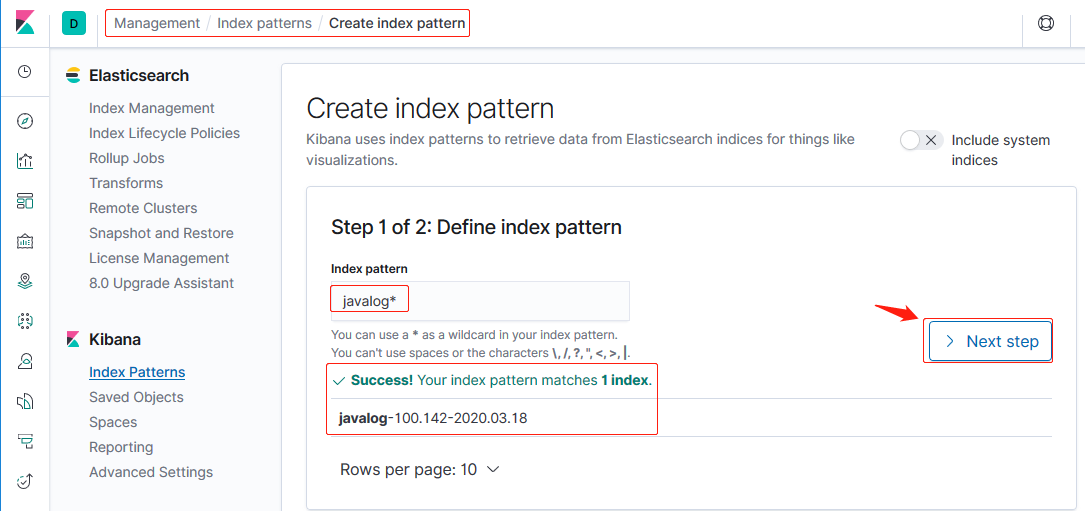 D Management / Index patterns / Create index pattern
Elasticsearch
Index Management
Index Lifecycle Policies
Rollup Jobs
Transforms
Remote Clusters
Snapshot and Restore
License Management
8.0 Upgrade Assistant
Kibana
Index Patterns
Saved Objects
Spaces
Reporting
Advanced Settings
Create index pattern
Kibana uses index patterns to retrieve data from Elasticsearch indices for things like
visualizations.
Include system
indices
Step 1 of 2: Define index pattern
Index pattern
javalog*
You can use a * as a wildcard in your index pattern.
You can't use spaces or the characters \, /, ?, ", <, >, |.
Next step
Success! Your index pattern matches 1 index.
javalog-100.142-2020.03.18
Rows per page: 10